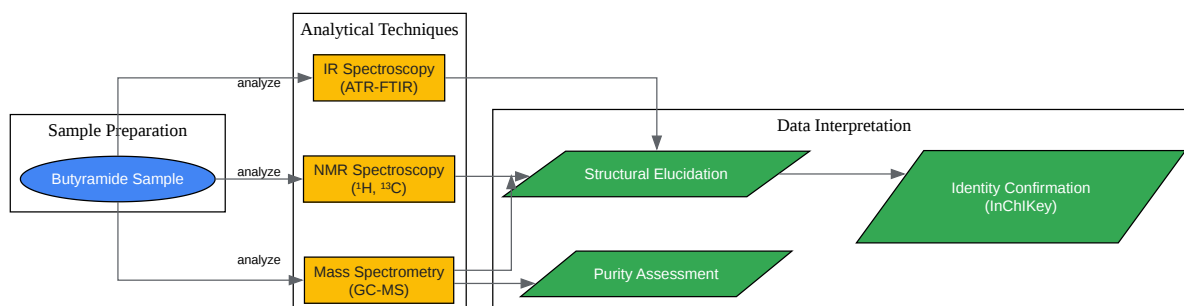 Analytical Techniques
IR Spectroscopy
(ATR-FTIR)
analyze
Sample Preparation
Data Interpretation
Butyramide Sample
analyze
NMR Spectroscopy
(¹H, ¹³C)
Structural Elucidation
Identity Confirmation
(InChIKey)
analyze
Mass Spectrometry
(GC-MS)
Purity Assessment